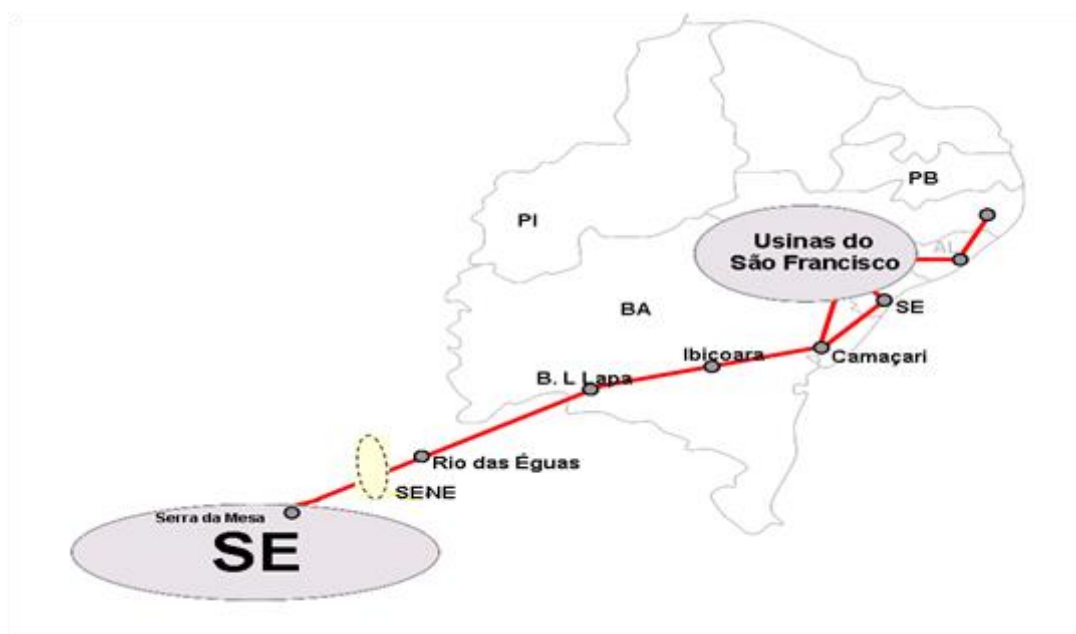 PB
PI
Usinas do
São Francisco
AL
BA
SE
Ibicoara
Camaçari
B. L Lapa
Rio das Éguas
SENE
Serra da Mesa
SE